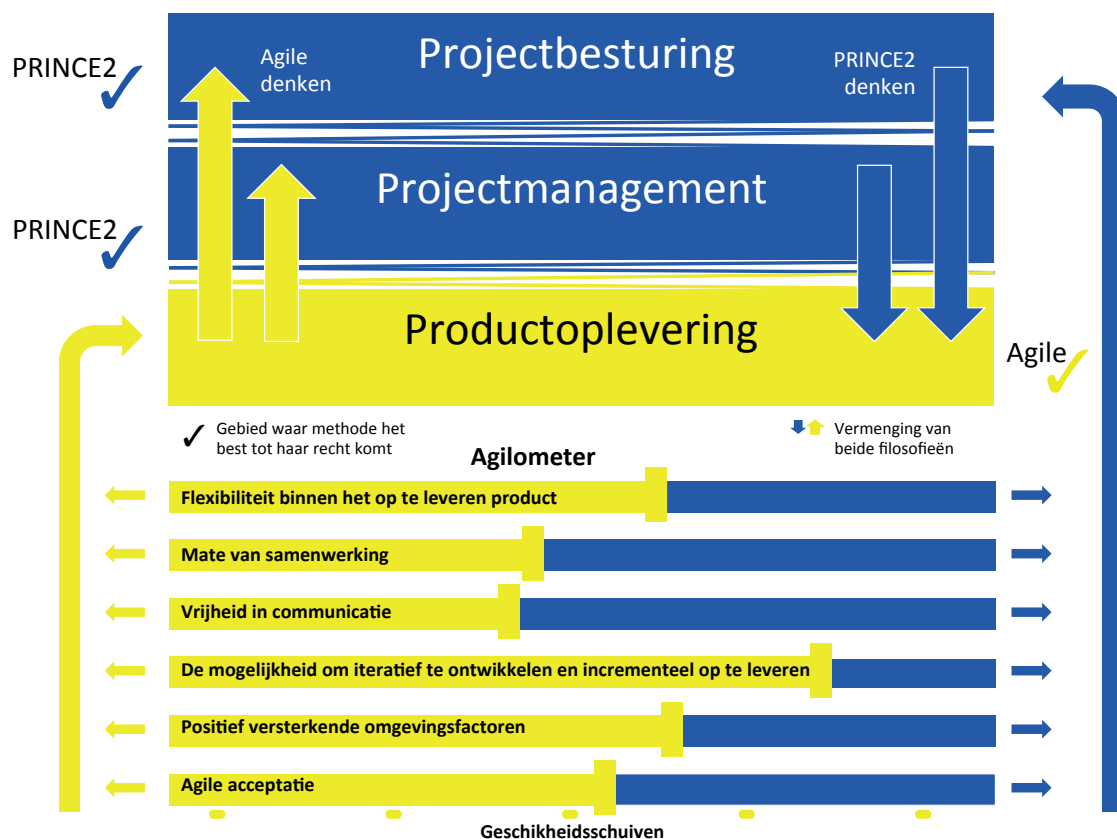 Projectbesturing
PRINCE2
Agile
denken
PRINCE2
denken
Projectmanagement
PRINCE2
Productoplevering
Agile
Gebied waar methode het
best tot haar recht komt
Vermenging van
beide filosofieën
Agilometer
Flexibiliteit binnen het op te leveren product
Mate van samenwerking
Vrijheid in communicatie
De mogelijkheid om iteratief te ontwikkelen en incrementeel op te leveren
Positief versterkende omgevingsfactoren
Agile acceptatie
Geschikheidsschuiven